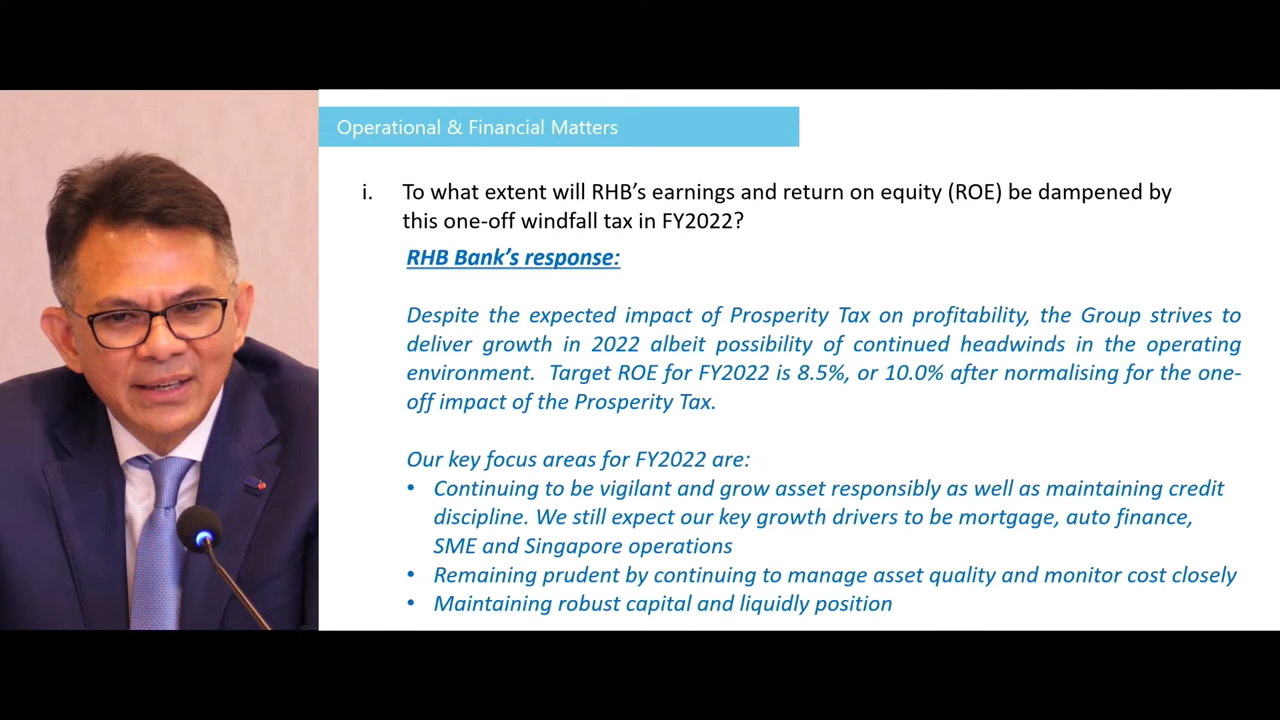 Operational & Financial Matters
i. To what extent will RHB's earnings and return on equity (ROE) be dampened by
this one-off windfall tax in FY2022?
RHB Bank's response:
Despite the expected impact of Prosperity Tax on profitability, the Group strives to
deliver growth in 2022 albeit possibility of continued headwinds in the operating
environment. Target ROE for FY2022 is 8.5%, or 10.0% after normalising for the one-
off impact of the Prosperity Tax.
Our key focus areas for FY2022 are:
• Continuing to be vigilant and grow asset responsibly as well as maintaining credit
discipline. We still expect our key growth drivers to be mortgage, auto finance,
SME and Singapore operations
• Remaining prudent by continuing to manage asset quality and monitor cost closely
• Maintaining robust capital and liquidly position